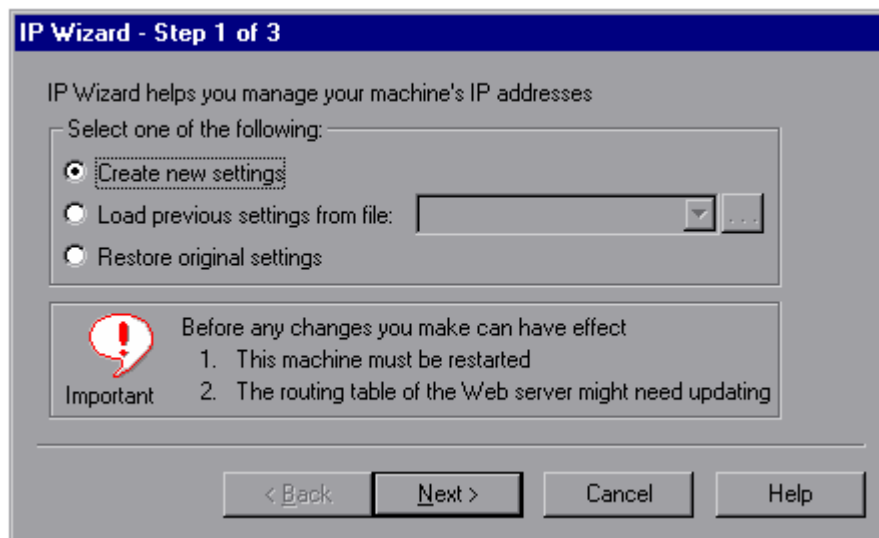 IP Wizard - Step 1 of 3
IP Wizard helps you manage your machine's IP addresses
Select one of the following:
Create new settings
Load previous settings from file:
...
Restore original settings
Before any changes you make can have effect
1. This machine must be restarted
2. The routing table of the Web server might need updating
Important
< Back Next > Cancel Help